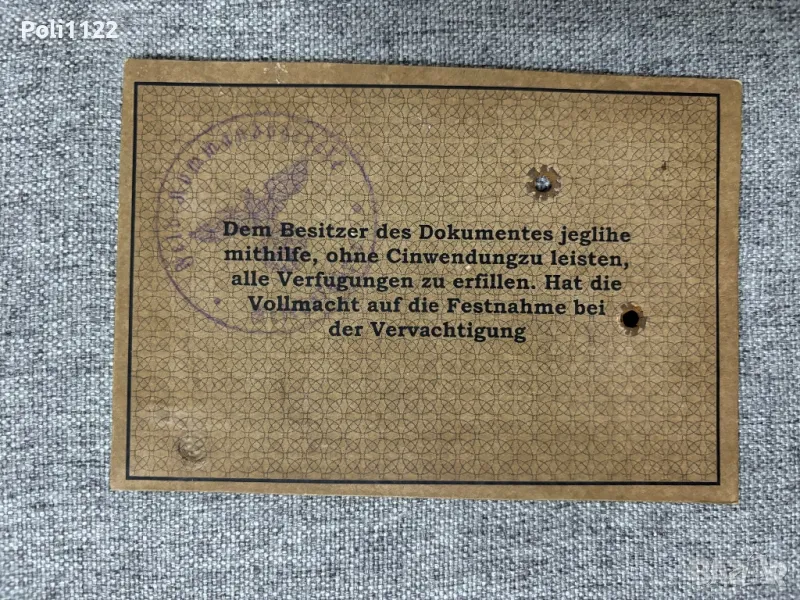 Poli1122
Dem Besitzer des Dokumentes jeglihe
mithilfe, ohne Cinwendungzu leisten,
alle Verfugungen zu erfillen. Hat die
Vollmacht auf die Festnahme bei
der Vervachtigung